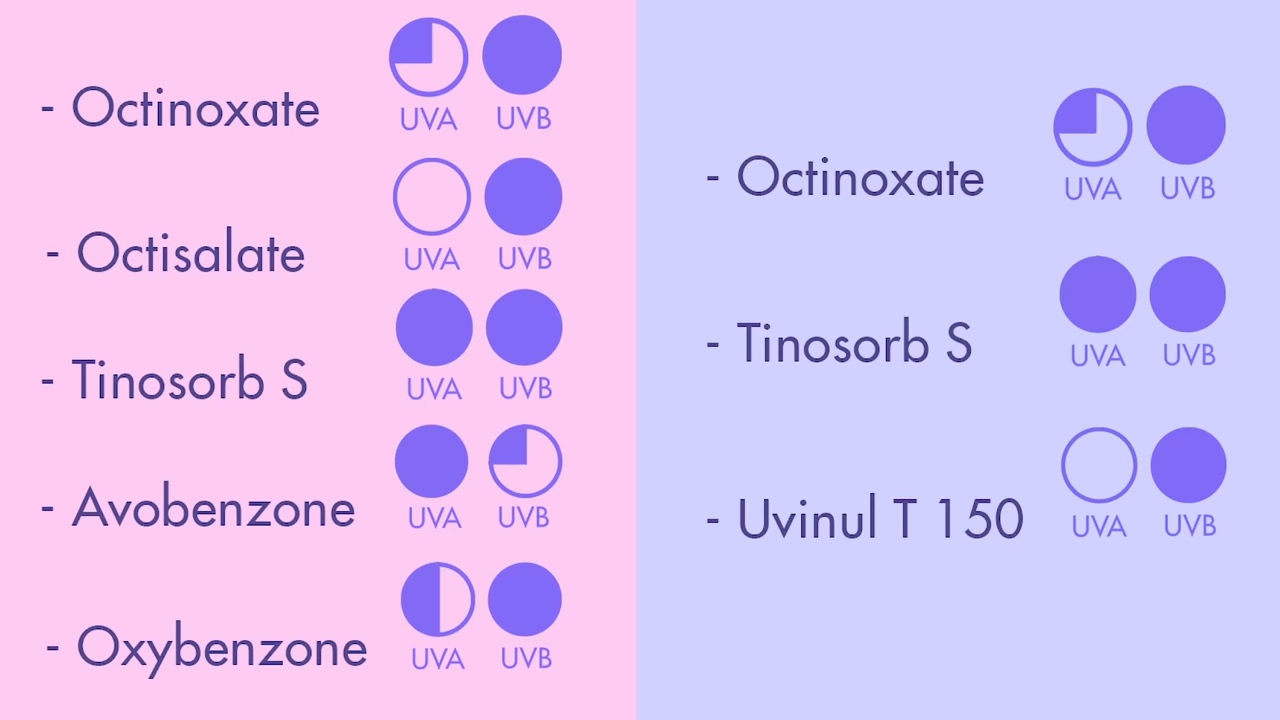 - Octinoxate
UVA UVB
- Octisalate
UVA UVB
- Tinosorb S
UVA UVB
- Avobenzone
UVA UVB
- Oxybenzone
UVA UVB
- Octinoxate
UVA UVB
- Tinosorb S
UVA UVB
- Uvinul T 150
UVA UVB